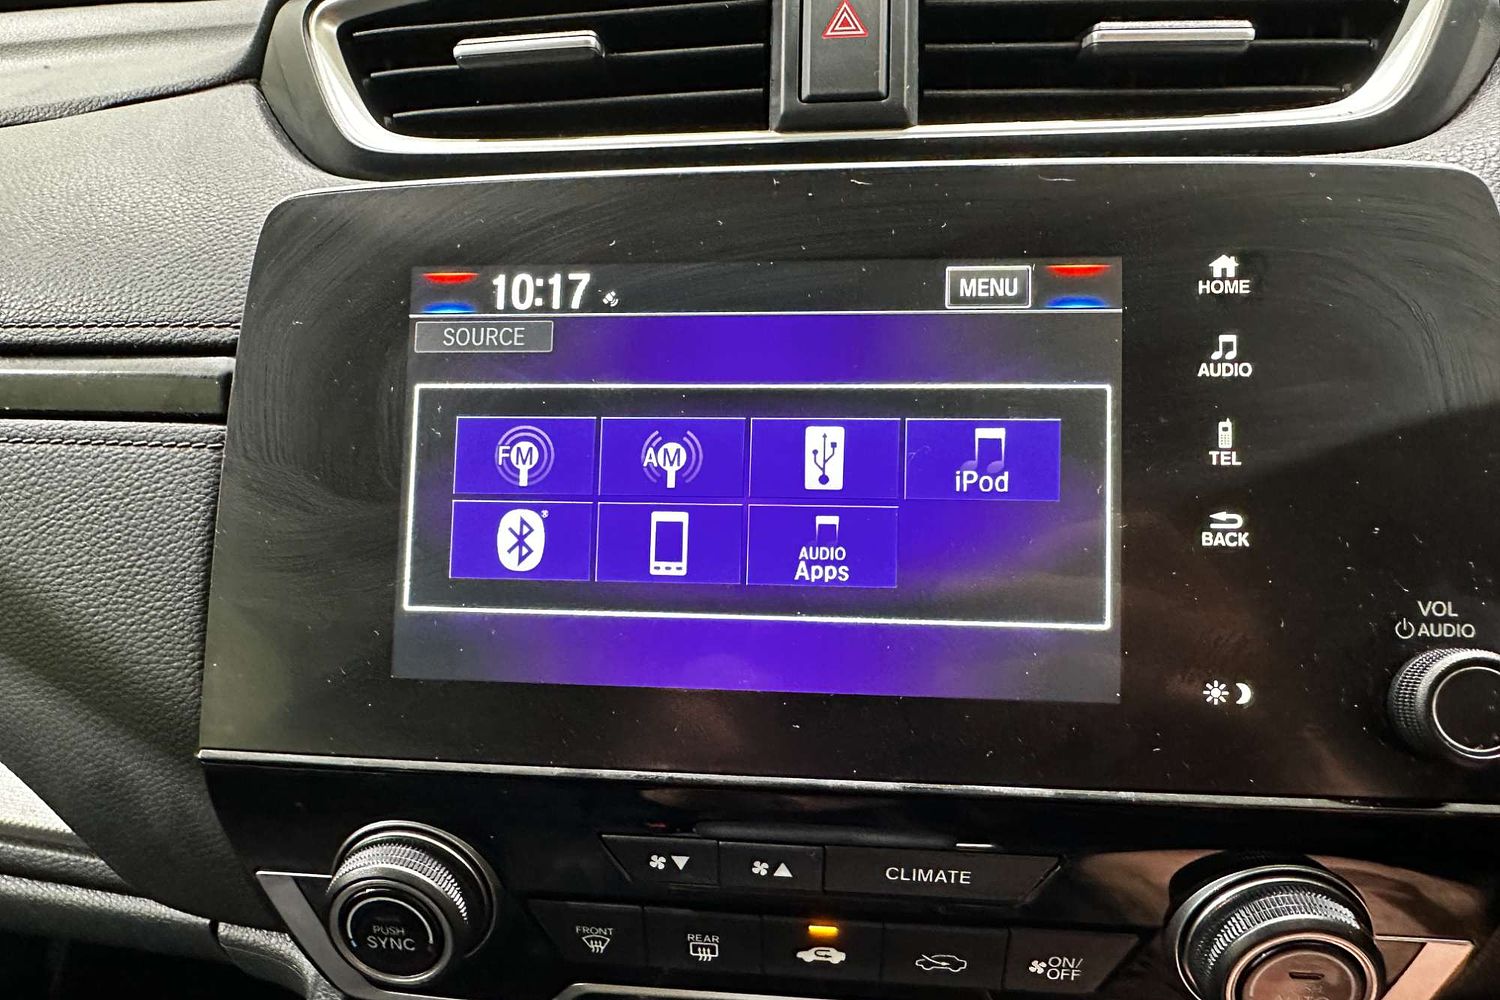 10:17
MENU
SOURCE
FM
AM
iPod
AUDIO
Apps
HOME
AUDIO
TEL
BACK
VOL
AUDIO
CLIMATE
PUSH
SYNC
FRONT
REAR
ON/
OFF